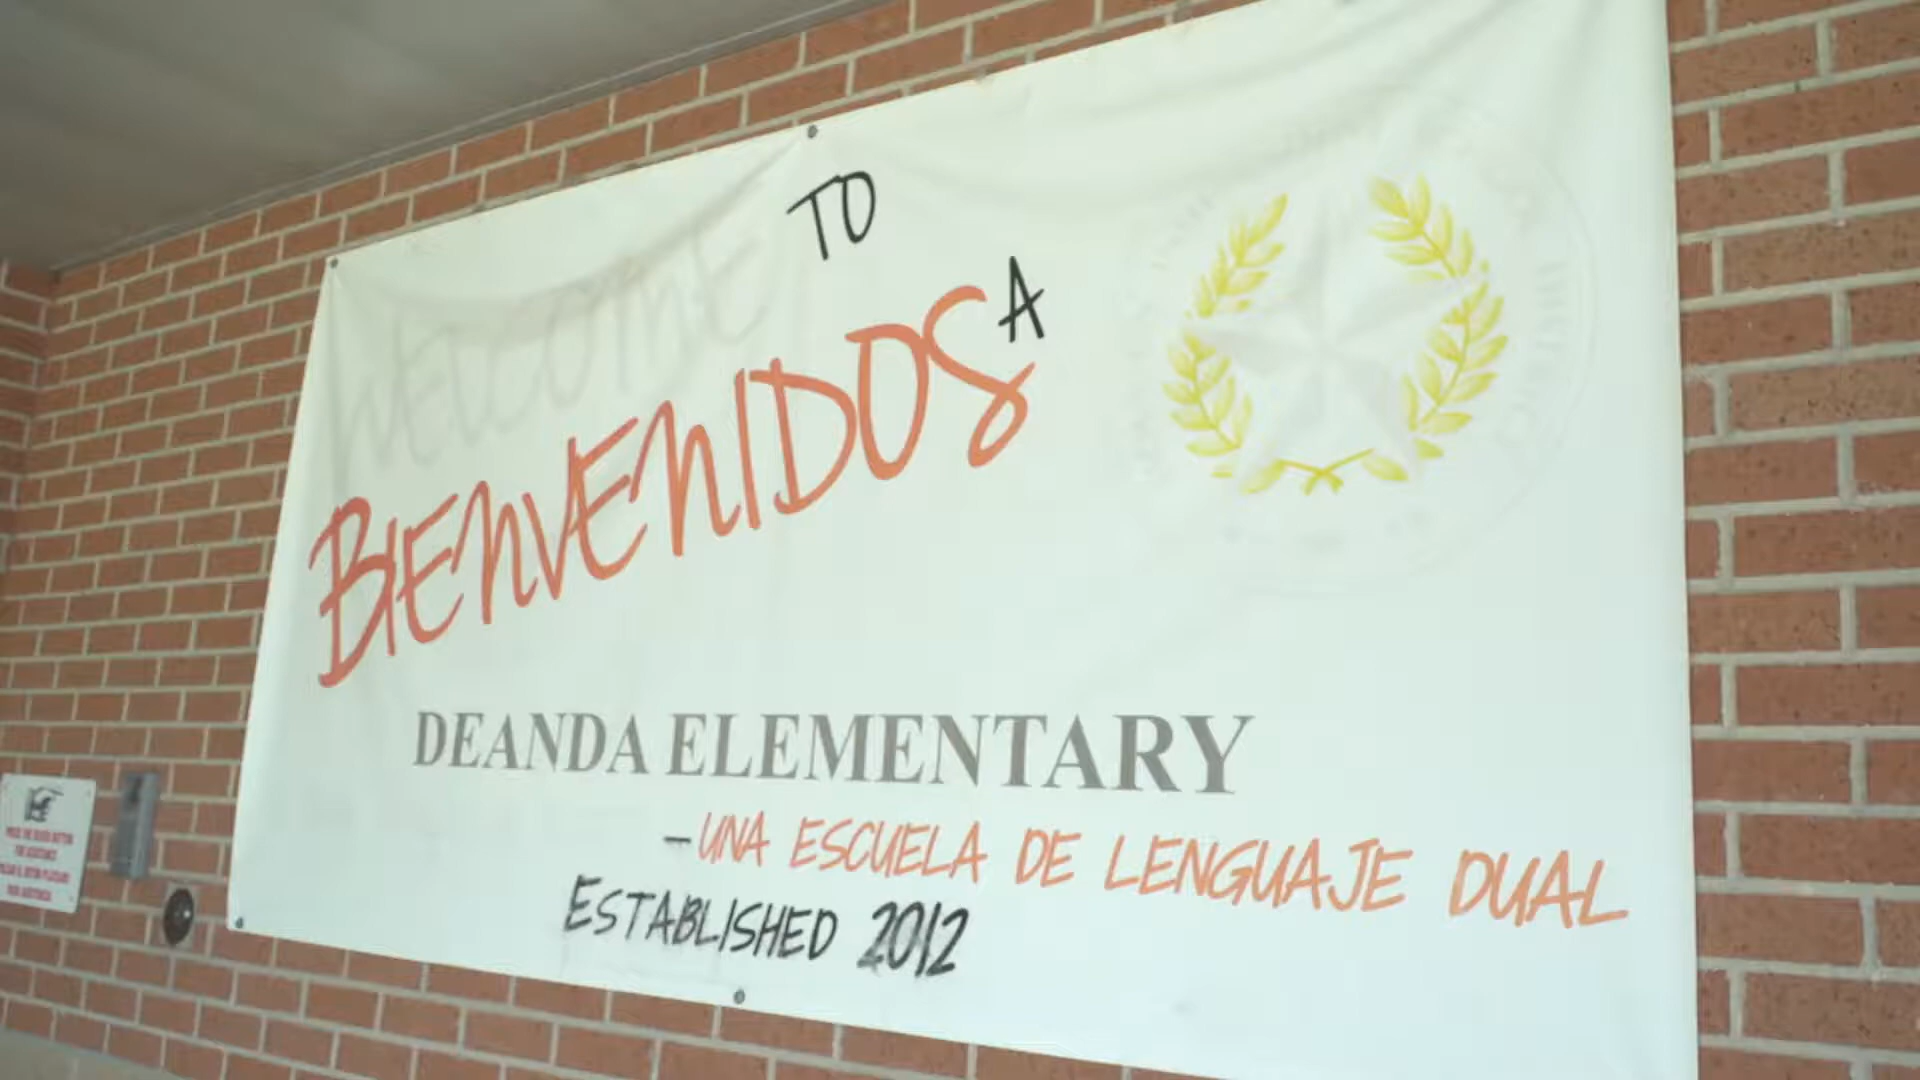 WELCOME TO
BIENVENIDOS A
DEANDA ELEMENTARY
-UNA ESCUELA DE LENGUAJE DUAL
ESTABLISHED 2012